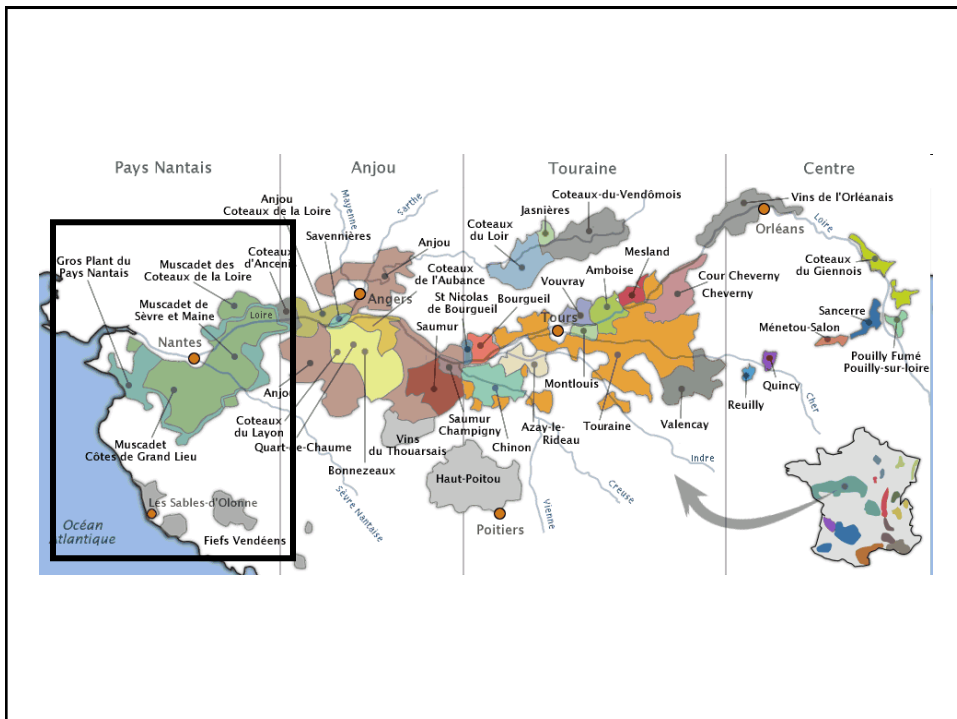 Pays Nantais
Anjou
Touraine
Centre
Anjou
Coteaux de la Loire
Mayenne
Sarthe
Savennières
Coteaux
d'Ancenis
Gros Plant du
Pays Nantais
Muscadet des
Coteaux de la Loire
Muscadet de
Sèvre et Maine
Loire
Nantes
Anjou
Angers
Coteaux
de l'Aubance
St Nicolas
de Bourgueil
Saumur
Bourgueil
Coteaux
du Loir
Jasnières
Coteaux-du-Vendômois
Vouvray
Amboise
Mesland
Tours
Cour Cheverny
Cheverny
Vins de l'Orléanais
Orléans
Loire
Coteaux
du Giennois
Sancerre
Ménetou-Salon
Pouilly Fumé
Pouilly-sur-loire
Quincy
Reuilly
Cher
Montlouis
Touraine
Valencay
Azay-le-
Rideau
Chinon
Saumur
Champigny
Indre
Creuse
Vienne
Anjou
Coteaux
du Layon
Quart-de-Chaume
Bonnezeaux
Vins
du Thouarsais
Haut-Poitou
Poitiers
Sèvre Nantaise
Muscadet
Côtes de Grand Lieu
Les Sables-d'Olonne
Fiefs Vendéens
Océan
Atlantique